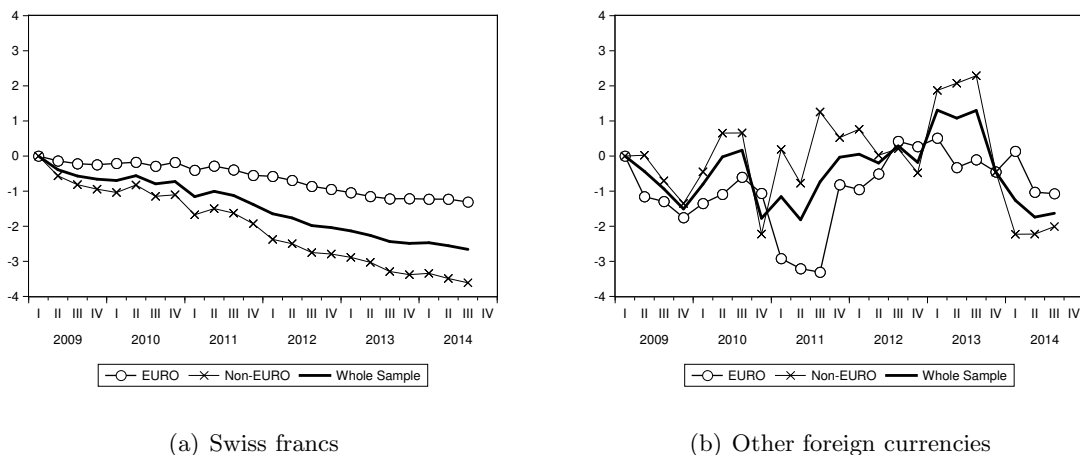 4
3
2
1
0
-1
-2
-3
-4
I II III IV I II III IV I II III IV I II III IV I II III IV I II III IV
2009 2010 2011 2012 2013 2014
EURO Non-EURO Whole Sample
(a) Swiss francs
4
3
2
1
0
-1
-2
-3
-4
I II III IV I II III IV I II III IV I II III IV I II III IV I II III IV
2009 2010 2011 2012 2013 2014
EURO Non-EURO Whole Sample
(b) Other foreign currencies